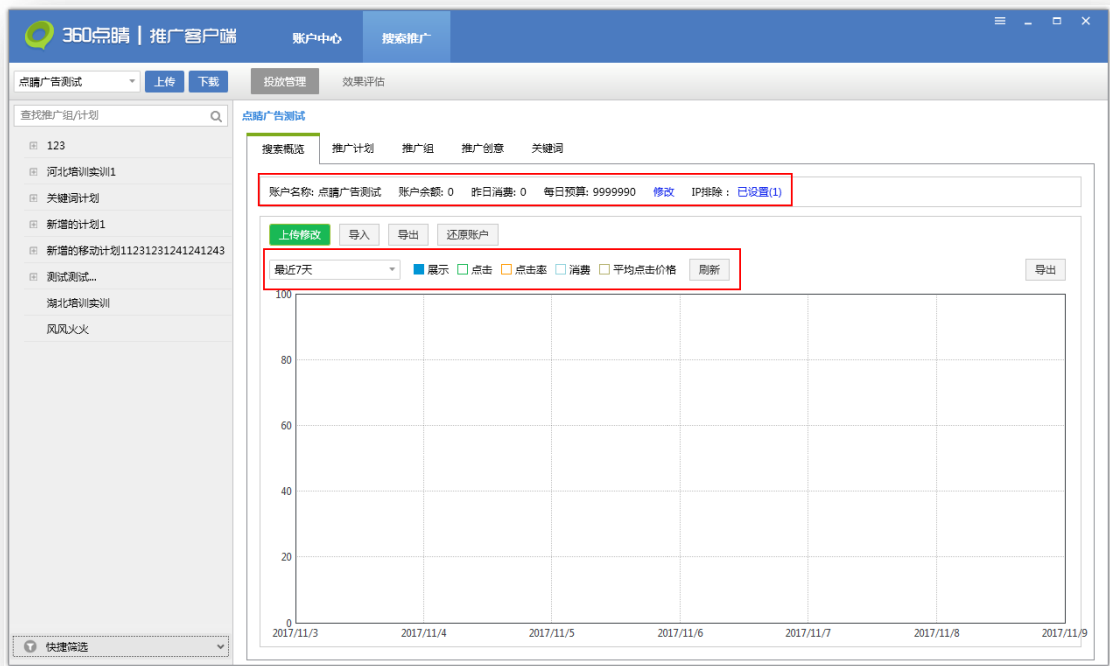 360点睛 | 推广客户端 账户中心 搜索推广
点睛广告测试 上传 下载 投放管理 效果评估
查找推广组/计划
123
河北培训实训1
关键词计划
新增的计划1
新增的移动计划11231231241241243
测试测试...
湖北培训实训
风风火火
快捷筛选
点睛广告测试
搜索概览 推广计划 推广组 推广创意 关键词
账户名称: 点睛广告测试 账户余额: 0 昨日消费: 0 每日预算: 9999990 修改 IP排除： 已设置(1)
上传修改 导入 导出 还原账户
最近7天 展示 点击 点击率 消费 平均点击价格 刷新 导出
100
80
60
40
20
0
2017/11/3 2017/11/4 2017/11/5 2017/11/6 2017/11/7 2017/11/8 2017/11/9